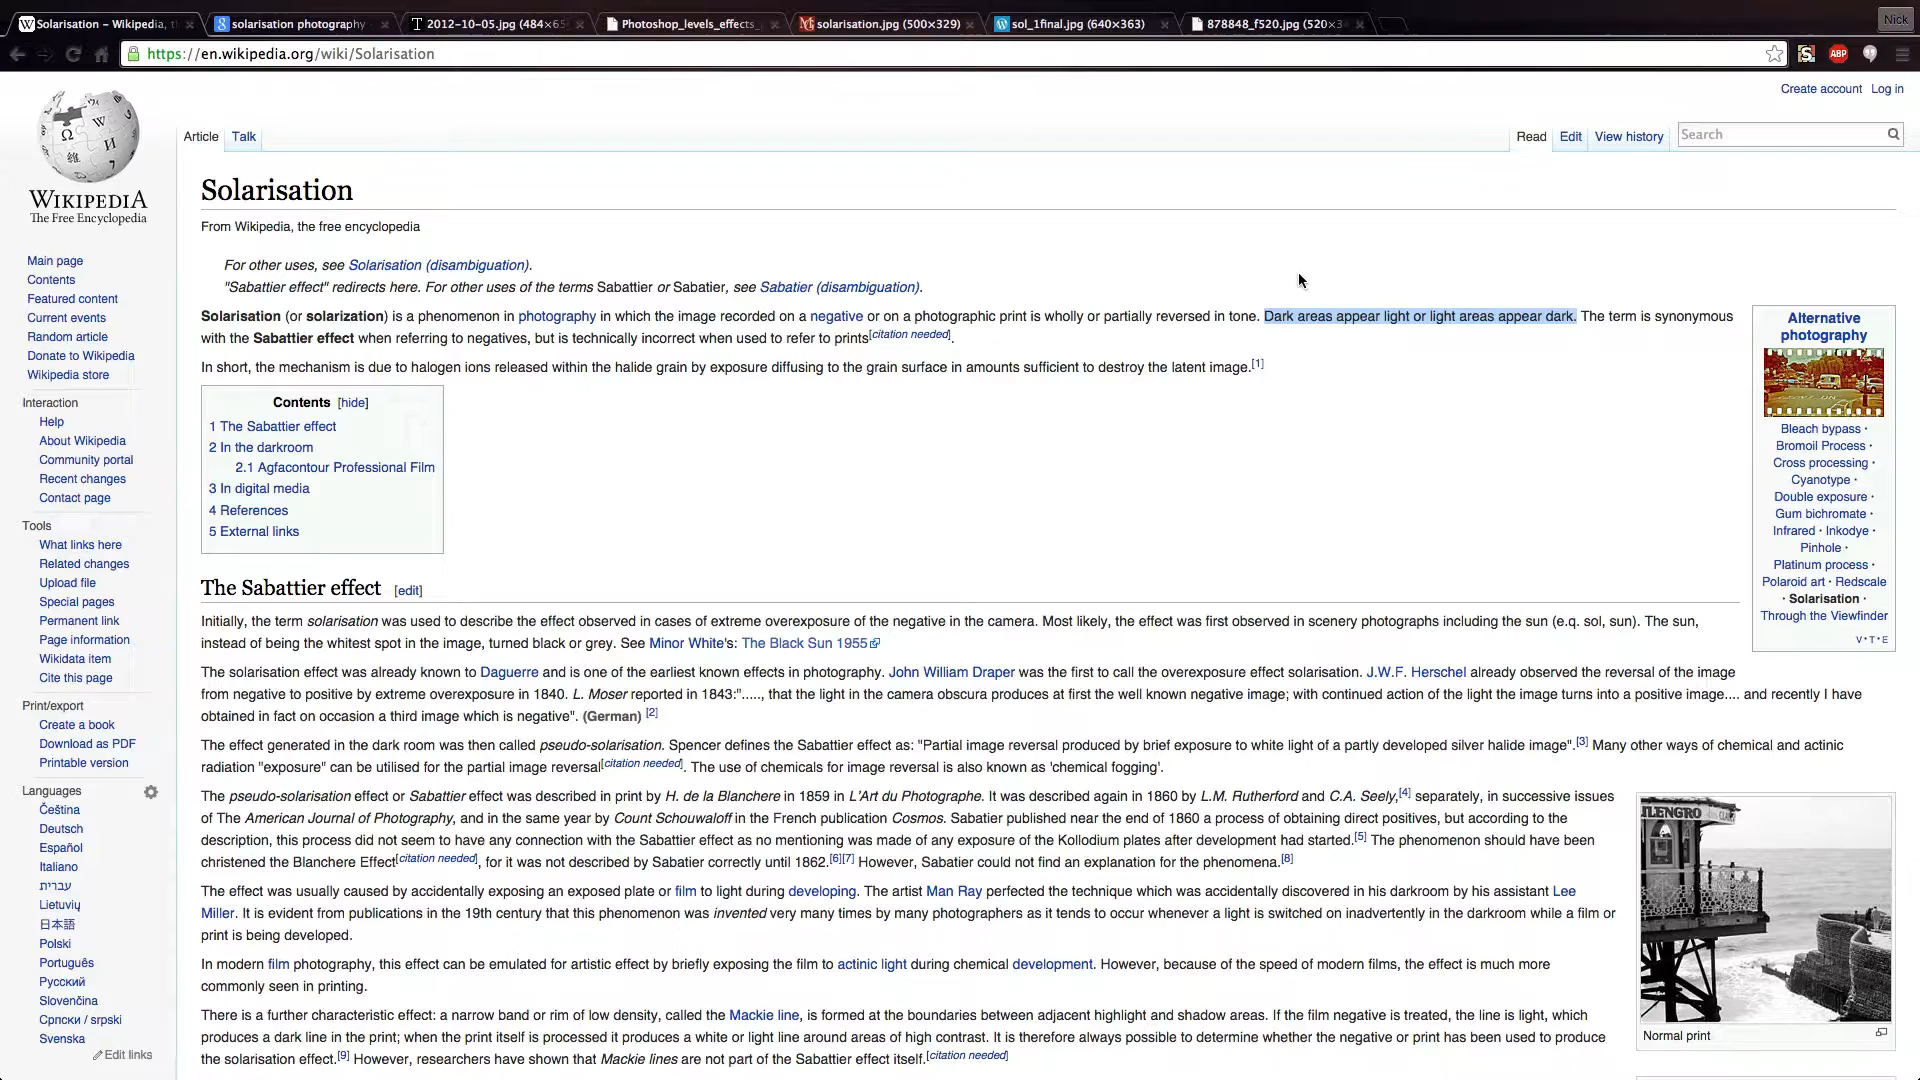 Solarisation – Wikipedia, t
solarisation photography
2012-10-05.jpg (484×65
Photoshop_levels_effects_
solarisation.jpg (500×329)
sol_1final.jpg (640×363)
878848_f520.jpg (520×3
Nick
https://en.wikipedia.org/wiki/Solarisation
ABP
Create account Log in
WIKIPEDIA
The Free Encyclopedia
Article Talk
Read Edit View history Search
Solarisation
From Wikipedia, the free encyclopedia
For other uses, see Solarisation (disambiguation).
"Sabattier effect" redirects here. For other uses of the terms Sabattier or Sabatier, see Sabatier (disambiguation).
Solarisation (or solarization) is a phenomenon in photography in which the image recorded on a negative or on a photographic print is wholly or partially reversed in tone. Dark areas appear light or light areas appear dark. The term is synonymous
with the Sabattier effect when referring to negatives, but is technically incorrect when used to refer to prints[citation needed].
In short, the mechanism is due to halogen ions released within the halide grain by exposure diffusing to the grain surface in amounts sufficient to destroy the latent image.[1]
Contents [hide]
1 The Sabattier effect
2 In the darkroom
2.1 Agfacontour Professional Film
3 In digital media
4 References
5 External links
The Sabattier effect [edit]
Initially, the term solarisation was used to describe the effect observed in cases of extreme overexposure of the negative in the camera. Most likely, the effect was first observed in scenery photographs including the sun (e.q. sol, sun). The sun,
instead of being the whitest spot in the image, turned black or grey. See Minor White's: The Black Sun 1955
The solarisation effect was already known to Daguerre and is one of the earliest known effects in photography. John William Draper was the first to call the overexposure effect solarisation. J.W.F. Herschel already observed the reversal of the image
from negative to positive by extreme overexposure in 1840. L. Moser reported in 1843:"....., that the light in the camera obscura produces at first the well known negative image; with continued action of the light the image turns into a positive image.... and recently I have
obtained in fact on occasion a third image which is negative". (German) [2]
The effect generated in the dark room was then called pseudo-solarisation. Spencer defines the Sabattier effect as: "Partial image reversal produced by brief exposure to white light of a partly developed silver halide image".[3] Many other ways of chemical and actinic
radiation "exposure" can be utilised for the partial image reversal[citation needed]. The use of chemicals for image reversal is also known as 'chemical fogging'.
The pseudo-solarisation effect or Sabatier effect was described in print by H. de la Blanchere in 1859 in L'Art du Photographe. It was described again in 1860 by L.M. Rutherford and C.A. Seely,[4] separately, in successive issues
of The American Journal of Photography, and in the same year by Count Schouwaloff in the French publication Cosmos. Sabatier published near the end of 1860 a process of obtaining direct positives, but according to the
description, this process did not seem to have any connection with the Sabattier effect as no mentioning was made of any exposure of the Kollodium plates after development had started.[5] The phenomenon should have been
christened the Blanchere Effect[citation needed], for it was not described by Sabatier correctly until 1862.[6][7] However, Sabatier could not find an explanation for the phenomena.[8]
The effect was usually caused by accidentally exposing an exposed plate or film to light during developing. The artist Man Ray perfected the technique which was accidentally discovered in his darkroom by his assistant Lee
Miller. It is evident from publications in the 19th century that this phenomenon was invented very many times by many photographers as it tends to occur whenever a light is switched on inadvertently in the darkroom while a film or
print is being developed.
In modern film photography, this effect can be emulated for artistic effect by briefly exposing the film to actinic light during chemical development. However, because of the speed of modern films, the effect is much more
commonly seen in printing.
There is a further characteristic effect: a narrow band or rim of low density, called the Mackie line, is formed at the boundaries between adjacent highlight and shadow areas. If the film negative is treated, the line is light, which
produces a dark line in the print; when the print itself is processed it produces a white or light line around areas of high contrast. It is therefore always possible to determine whether the negative or print has been used to produce
the solarisation effect.[9] However, researchers have shown that Mackie lines are not part of the Sabattier effect itself.[citation needed]
Alternative
photography
Bleach bypass ·
Bromoil Process ·
Cross processing ·
Cyanotype ·
Double exposure ·
Gum bichromate ·
Infrared · Inkodye ·
Pinhole ·
Platinum process ·
Polaroid art · Redscale
· Solarisation ·
Through the Viewfinder
V · T · E
ILENGRO
Normal print
Main page
Contents
Featured content
Current events
Random article
Donate to Wikipedia
Wikipedia store
Interaction
Help
About Wikipedia
Community portal
Recent changes
Contact page
Tools
What links here
Related changes
Upload file
Special pages
Permanent link
Page information
Wikidata item
Cite this page
Print/export
Create a book
Download as PDF
Printable version
Languages
Čeština
Deutsch
Español
Italiano
עברית
Lietuvių
日本語
Polski
Português
Русский
Slovenčina
Српски / srpski
Svenska
Edit links